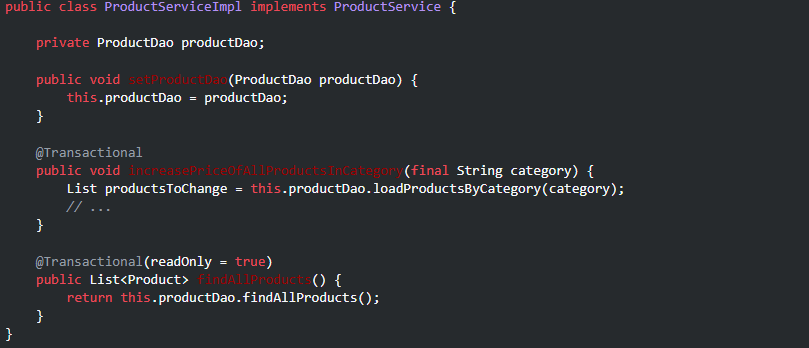 public class ProductServiceImpl implements ProductService {
private ProductDao productDao;
public void setProductDao(ProductDao productDao) {
this.productDao = productDao;
}
@Transactional
public void increasePriceOfAllProductsInCategory(final String category) {
List productsToChange = this.productDao.loadProductsByCategory(category);
// ...
}
@Transactional(readOnly = true)
public List<Product> findAllProducts() {
return this.productDao.findAllProducts();
}
}